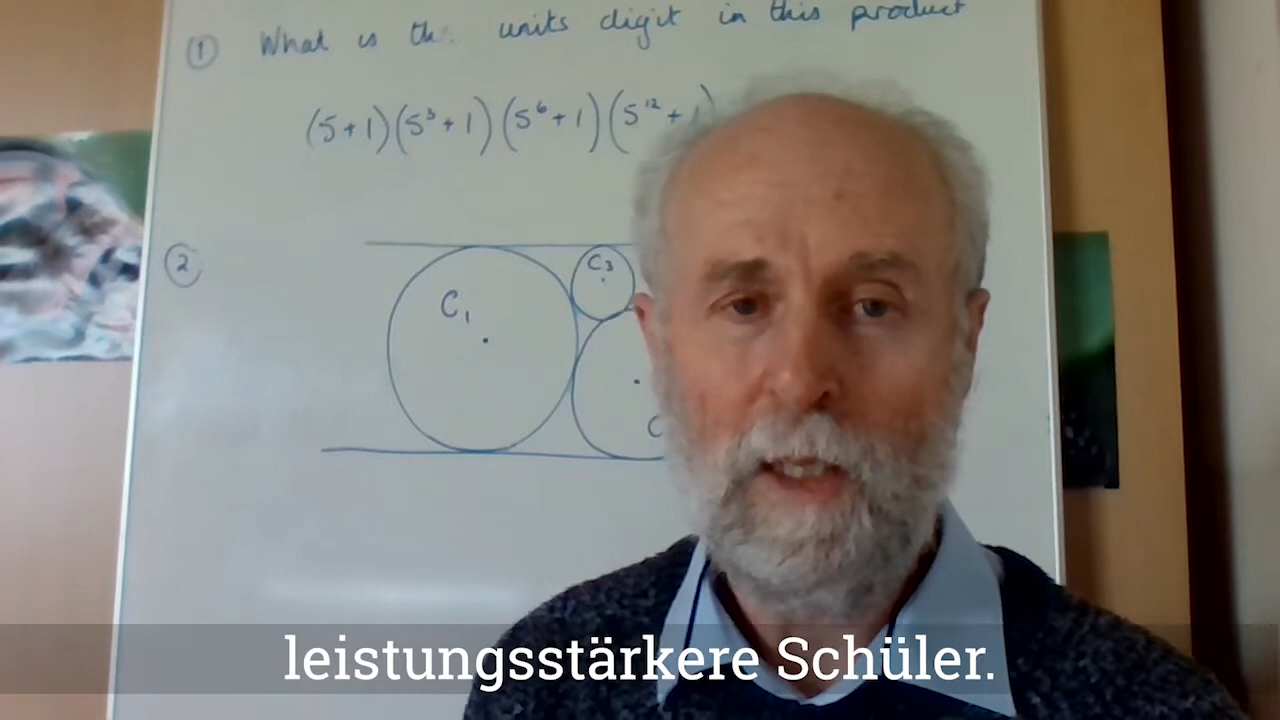 ① What is the units digit in this product
(5+1)(5³+1)(5⁶+1)(5¹²+1)
②
C₁
C₃
C
leistungsstärkere Schüler.